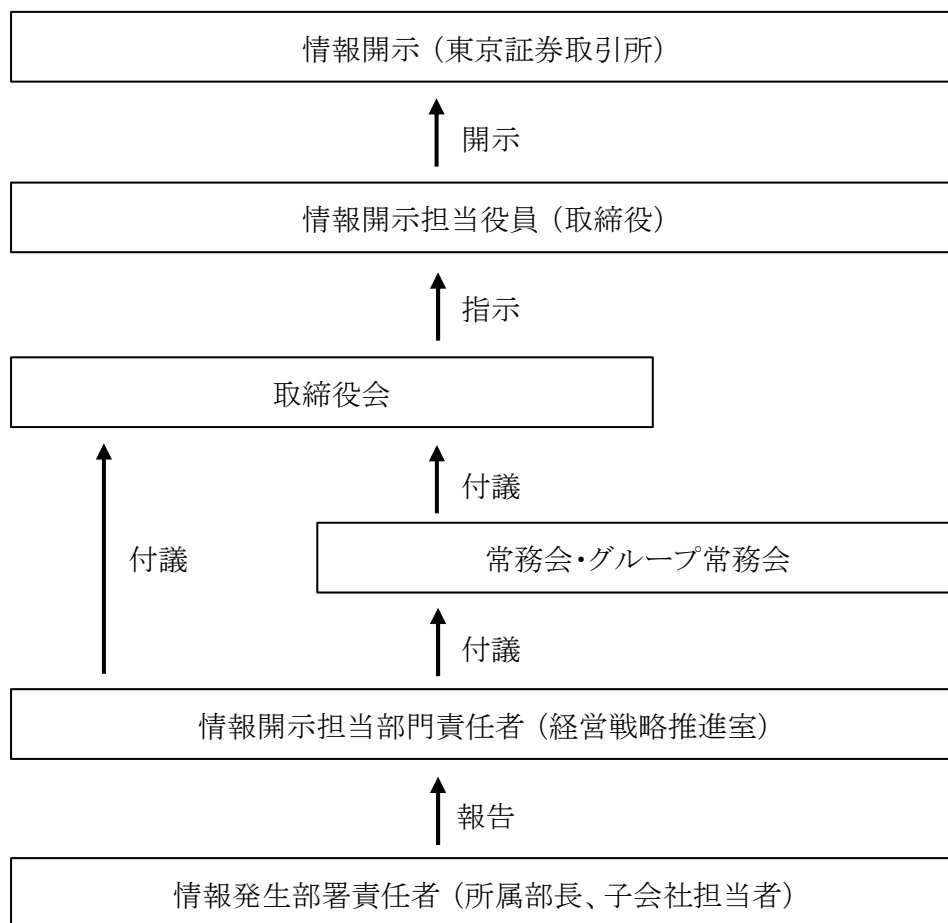 情報開示（東京証券取引所）
開示
情報開示担当役員（取締役）
指示
取締役会
付議
常務会・グループ常務会
付議
付議
情報開示担当部門責任者（経営戦略推進室）
報告
情報発生部署責任者（所属部長、子会社担当者）